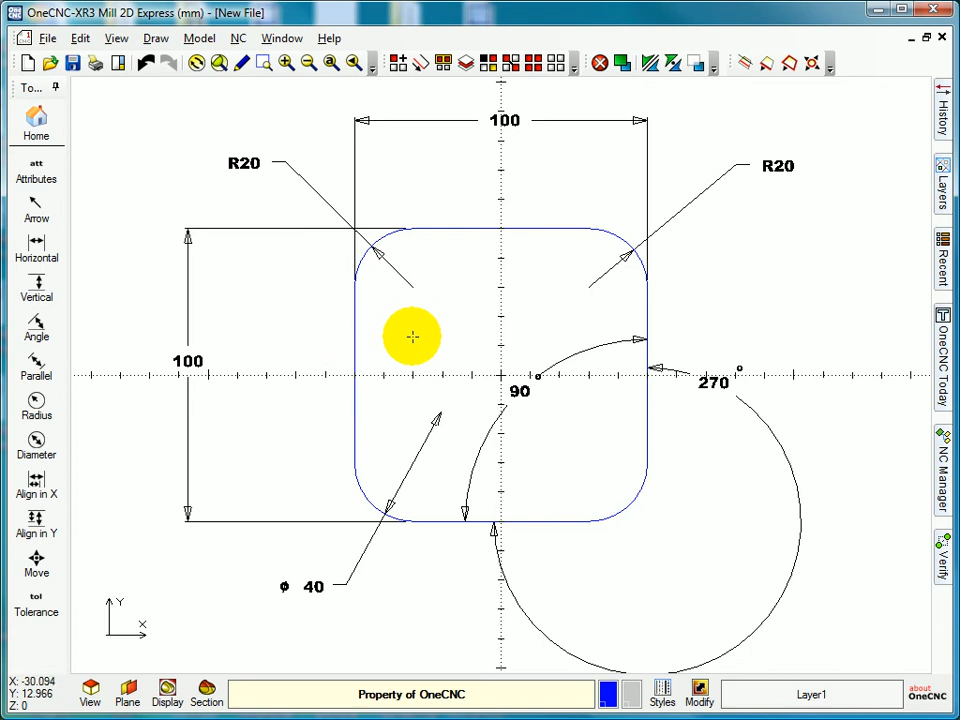 OneCNC-XR3 Mill 2D Express (mm) - [New File]
File Edit View Draw Model NC Window Help
To...
Home
att
Attributes
Arrow
Horizontal
Vertical
Angle
Parallel
Radius
Diameter
Align in X
Align in Y
Move
tol
Tolerance
100
R20
R20
100
90°
270°
ϕ 40
Y
X
History
Layers
Recent
OneCNC Today
NC Manager
Verify
X: -30.094
Y: 12.966
Z: 0
View
Plane
Display
Section
Property of OneCNC
Styles
Modify
Layer1
about
OneCNC